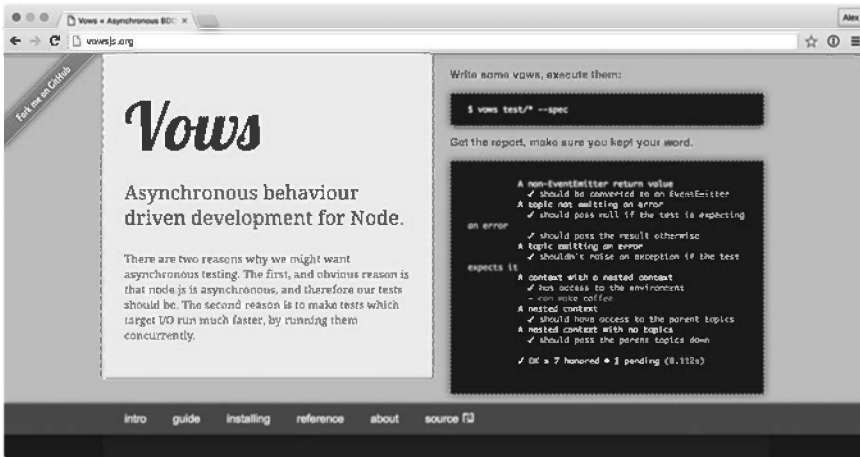 Vows « Asynchronous BDD
Alex
vowsjs.org
Fork me on GitHub
Vows
Asynchronous behaviour
driven development for Node.
There are two reasons why we might want
asynchronous testing. The first, and obvious reason is
that node.js is asynchronous, and therefore our tests
should be. The second reason is to make tests which
target I/O run much faster, by running them
concurrently.
Write some vows, execute them:
$ vows test/* --spec
Get the report, make sure you kept your word.
A non-EventEmitter return value
✓ should be converted to an EventEmitter
A topic not emitting an error
✓ should pass null if the test is expecting
an error
✓ should pass the result otherwise
A topic emitting an error
✓ shouldn't raise an exception if the test
expects it
A context with a nested context
✓ has access to the environment
- can make coffee
A nested context
✓ should have access to the parent topics
A nested context with no topics
✓ should pass the parent topics down
✓ OK » 7 honored • 1 pending (0.112s)
intro guide installing reference about source